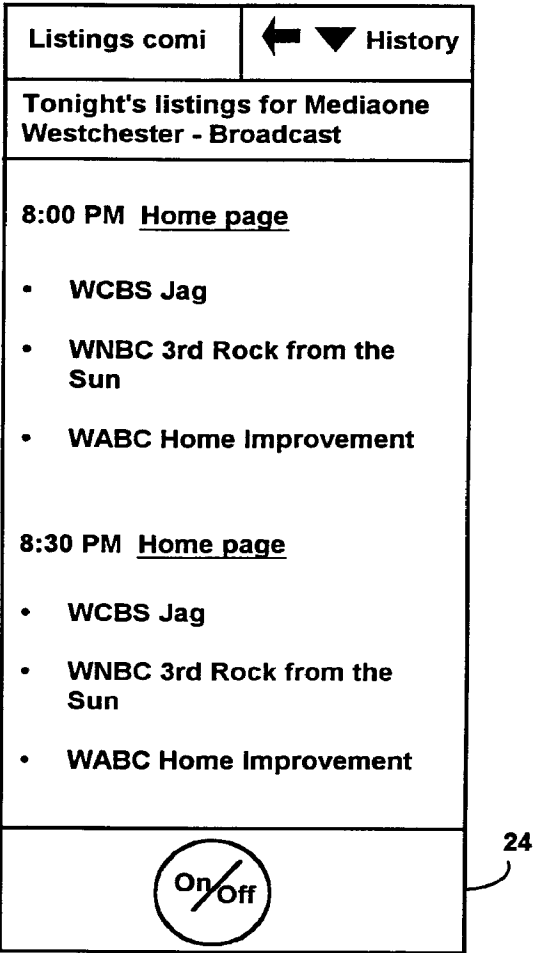 Listings comi
History
Tonight's listings for Mediaone
Westchester - Broadcast
8:00 PM Home page
• WCBS Jag
• WNBC 3rd Rock from the
Sun
• WABC Home Improvement
8:30 PM Home page
• WCBS Jag
• WNBC 3rd Rock from the
Sun
• WABC Home Improvement
24
On/Off